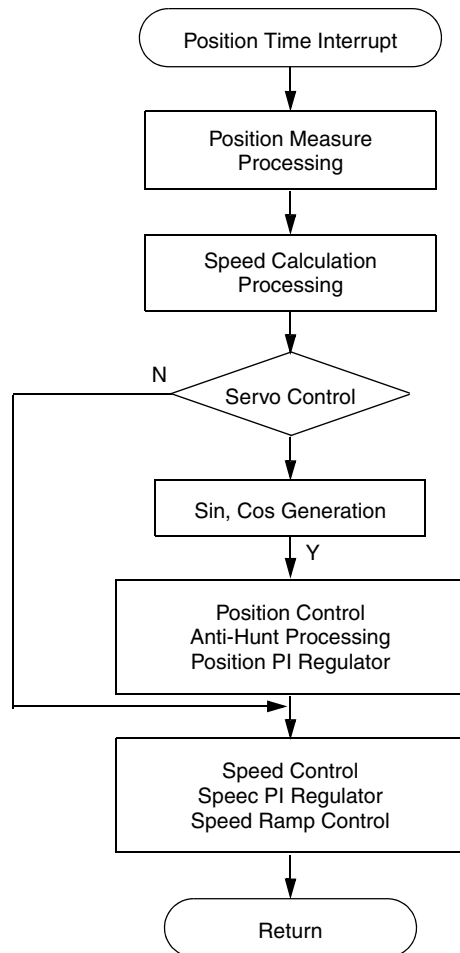 Position Time Interrupt
Position Measure
Processing
Speed Calculation
Processing
N
Servo Control
Sin, Cos Generation
Y
Position Control
Anti-Hunt Processing
Position PI Regulator
Speed Control
Speec PI Regulator
Speed Ramp Control
Return